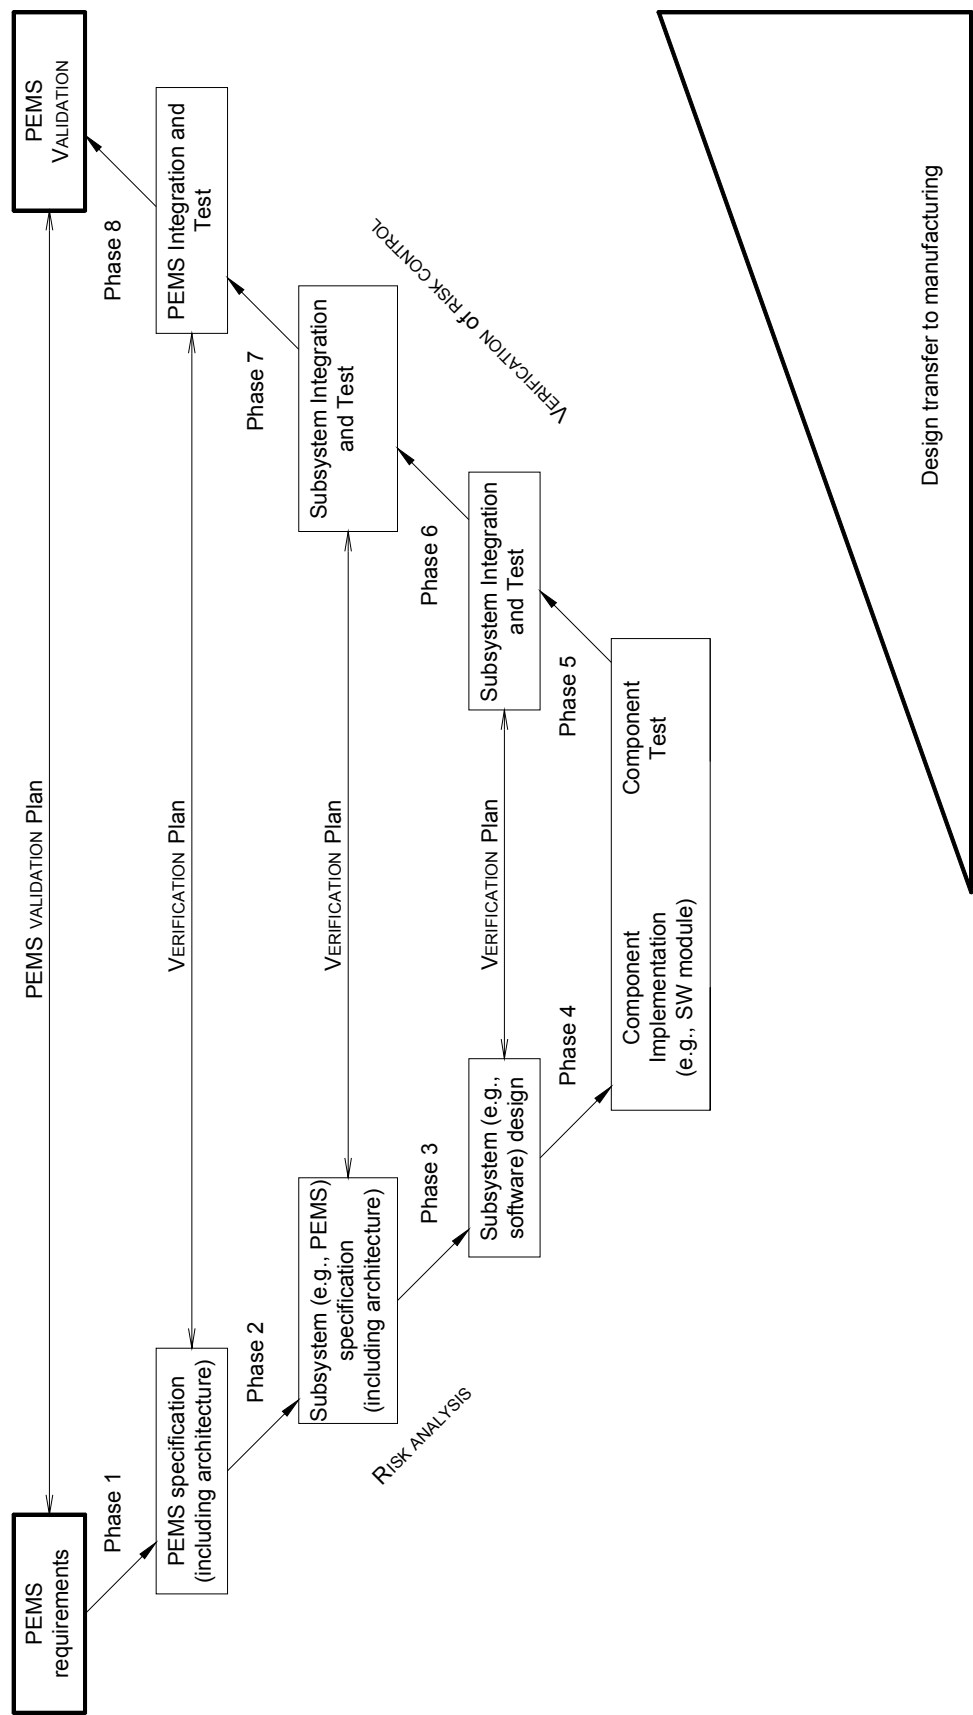 PEMS
requirements
PEMS VALIDATION Plan
PEMS
VALIDATION
Phase 1
Phase 8
PEMS specification
(including architecture)
VERIFICATION Plan
PEMS Integration and
Test
Phase 2
Phase 7
Subsystem (e.g., PEMS)
specification
(including architecture)
VERIFICATION Plan
Subsystem Integration
and Test
RISK ANALYSIS
VERIFICATION of RISK CONTROL
Phase 3
Phase 6
Subsystem (e.g.,
software) design
VERIFICATION Plan
Subsystem Integration
and Test
Phase 4
Phase 5
Component
Implementation
(e.g., SW module)
Component
Test
Design transfer to manufacturing